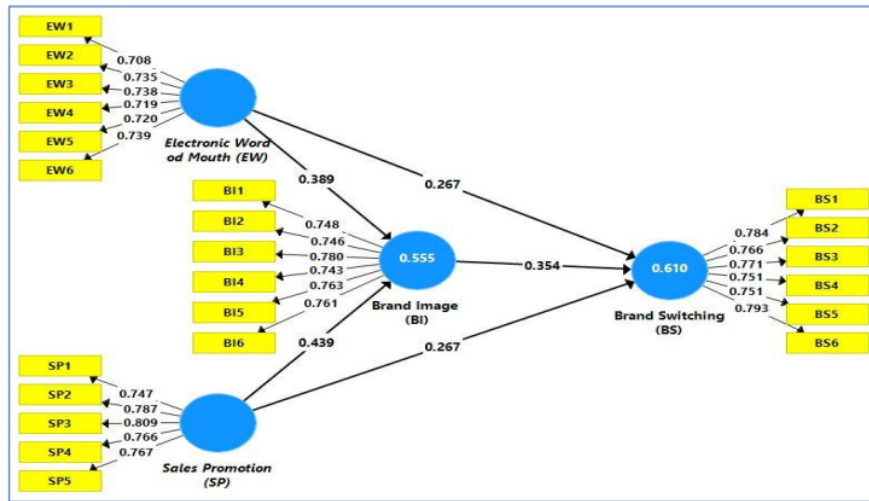 EW1
EW2
EW3
EW4
EW5
EW6
0.708
0.735
0.738
0.719
0.720
0.739
Electronic Word
od Mouth (EW)
0.389
0.267
BI1
BI2
BI3
BI4
BI5
BI6
0.748
0.746
0.780
0.743
0.763
0.761
0.555
Brand Image
(BI)
0.354
0.439
0.267
0.610
Brand Switching
(BS)
0.784
0.766
0.771
0.751
0.751
0.793
BS1
BS2
BS3
BS4
BS5
BS6
SP1
SP2
SP3
SP4
SP5
0.747
0.787
0.809
0.766
0.767
Sales Promotion
(SP)